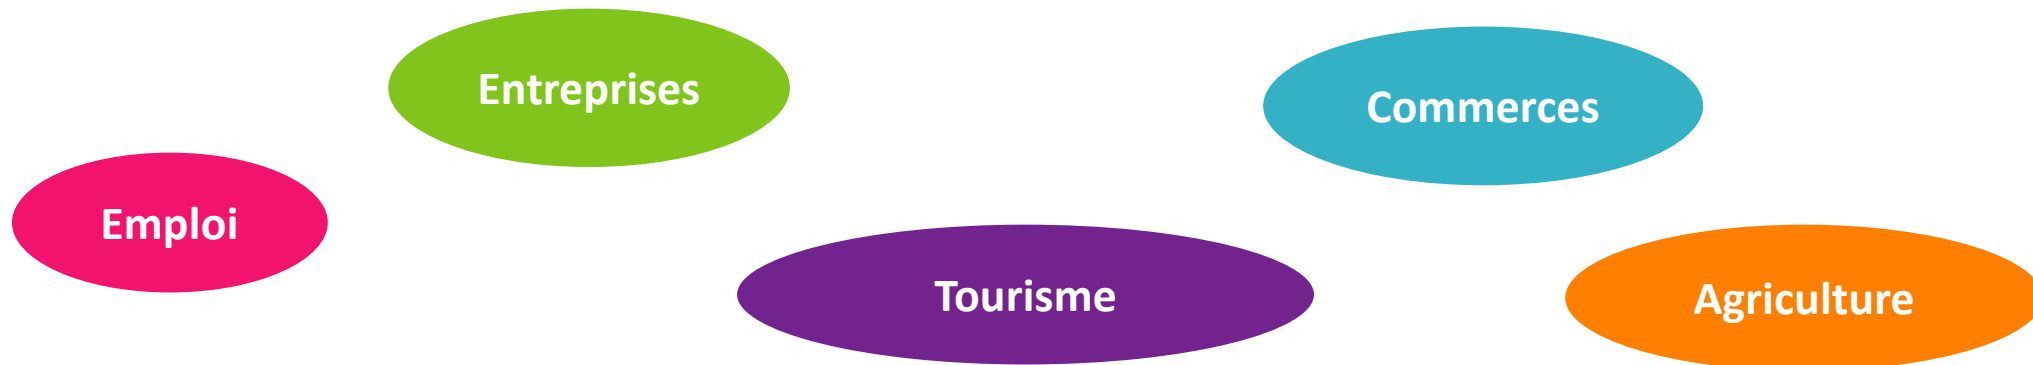 Entreprises
Commerces
Emploi
Tourisme
Agriculture